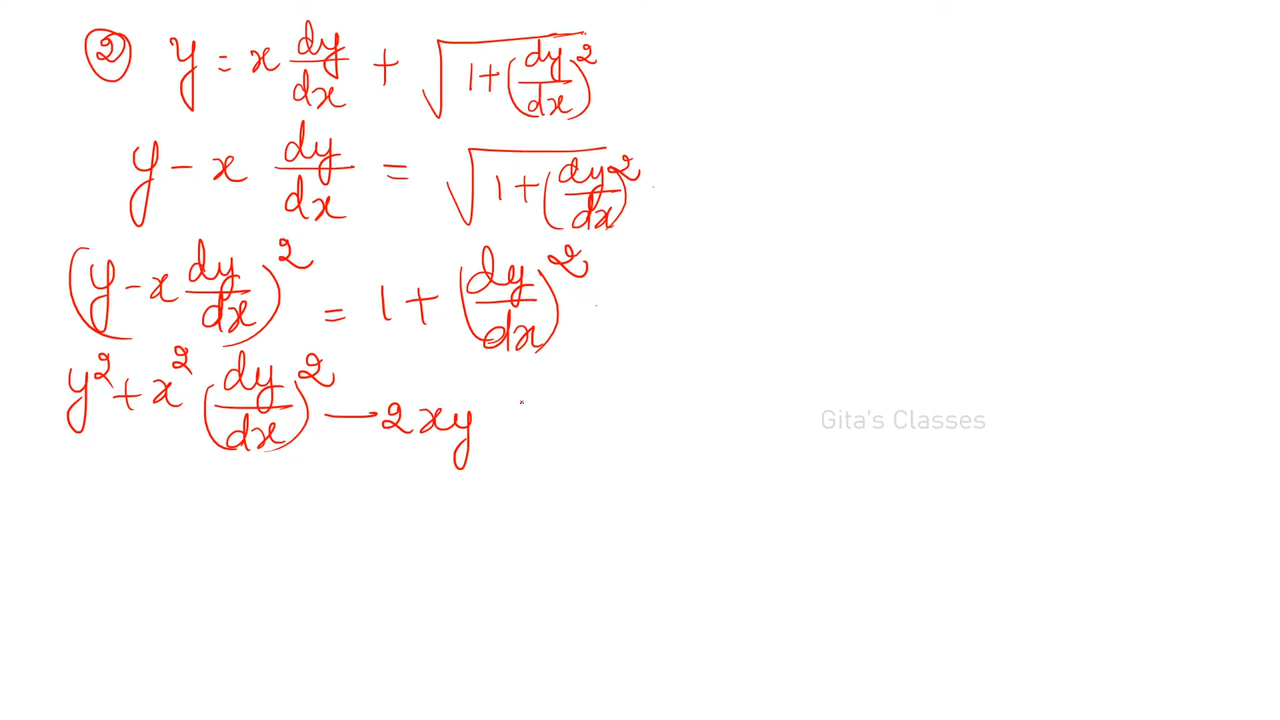 ② y = x dy/dx + √(1+(dy/dx)²)
y − x dy/dx = √(1+(dy/dx)²)
(y − x dy/dx)² = 1 + (dy/dx)²
y² + x² (dy/dx)² − 2xy
Gita's Classes